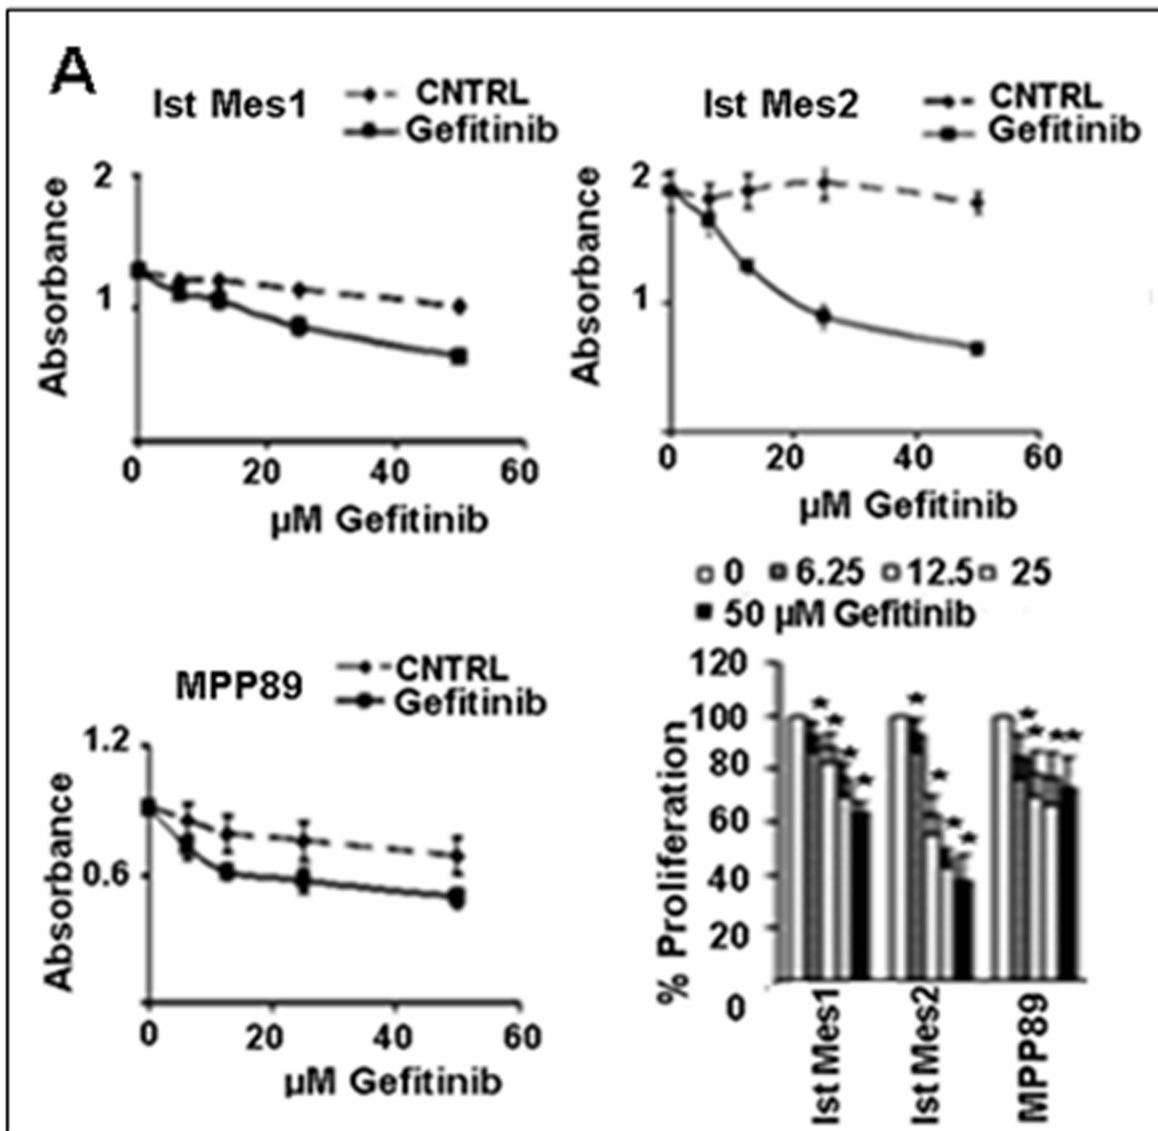 A
Ist Mes1
CNTRL
Gefitinib
2
1
Absorbance
0 20 40 60
µM Gefitinib
Ist Mes2
CNTRL
Gefitinib
2
1
Absorbance
0 20 40 60
µM Gefitinib
MPP89
CNTRL
Gefitinib
1.2
0.6
Absorbance
0 20 40 60
µM Gefitinib
0 6.25 12.5 25
50 µM Gefitinib
120
100
80
60
40
20
0
% Proliferation
Ist Mes1
Ist Mes2
MPP89